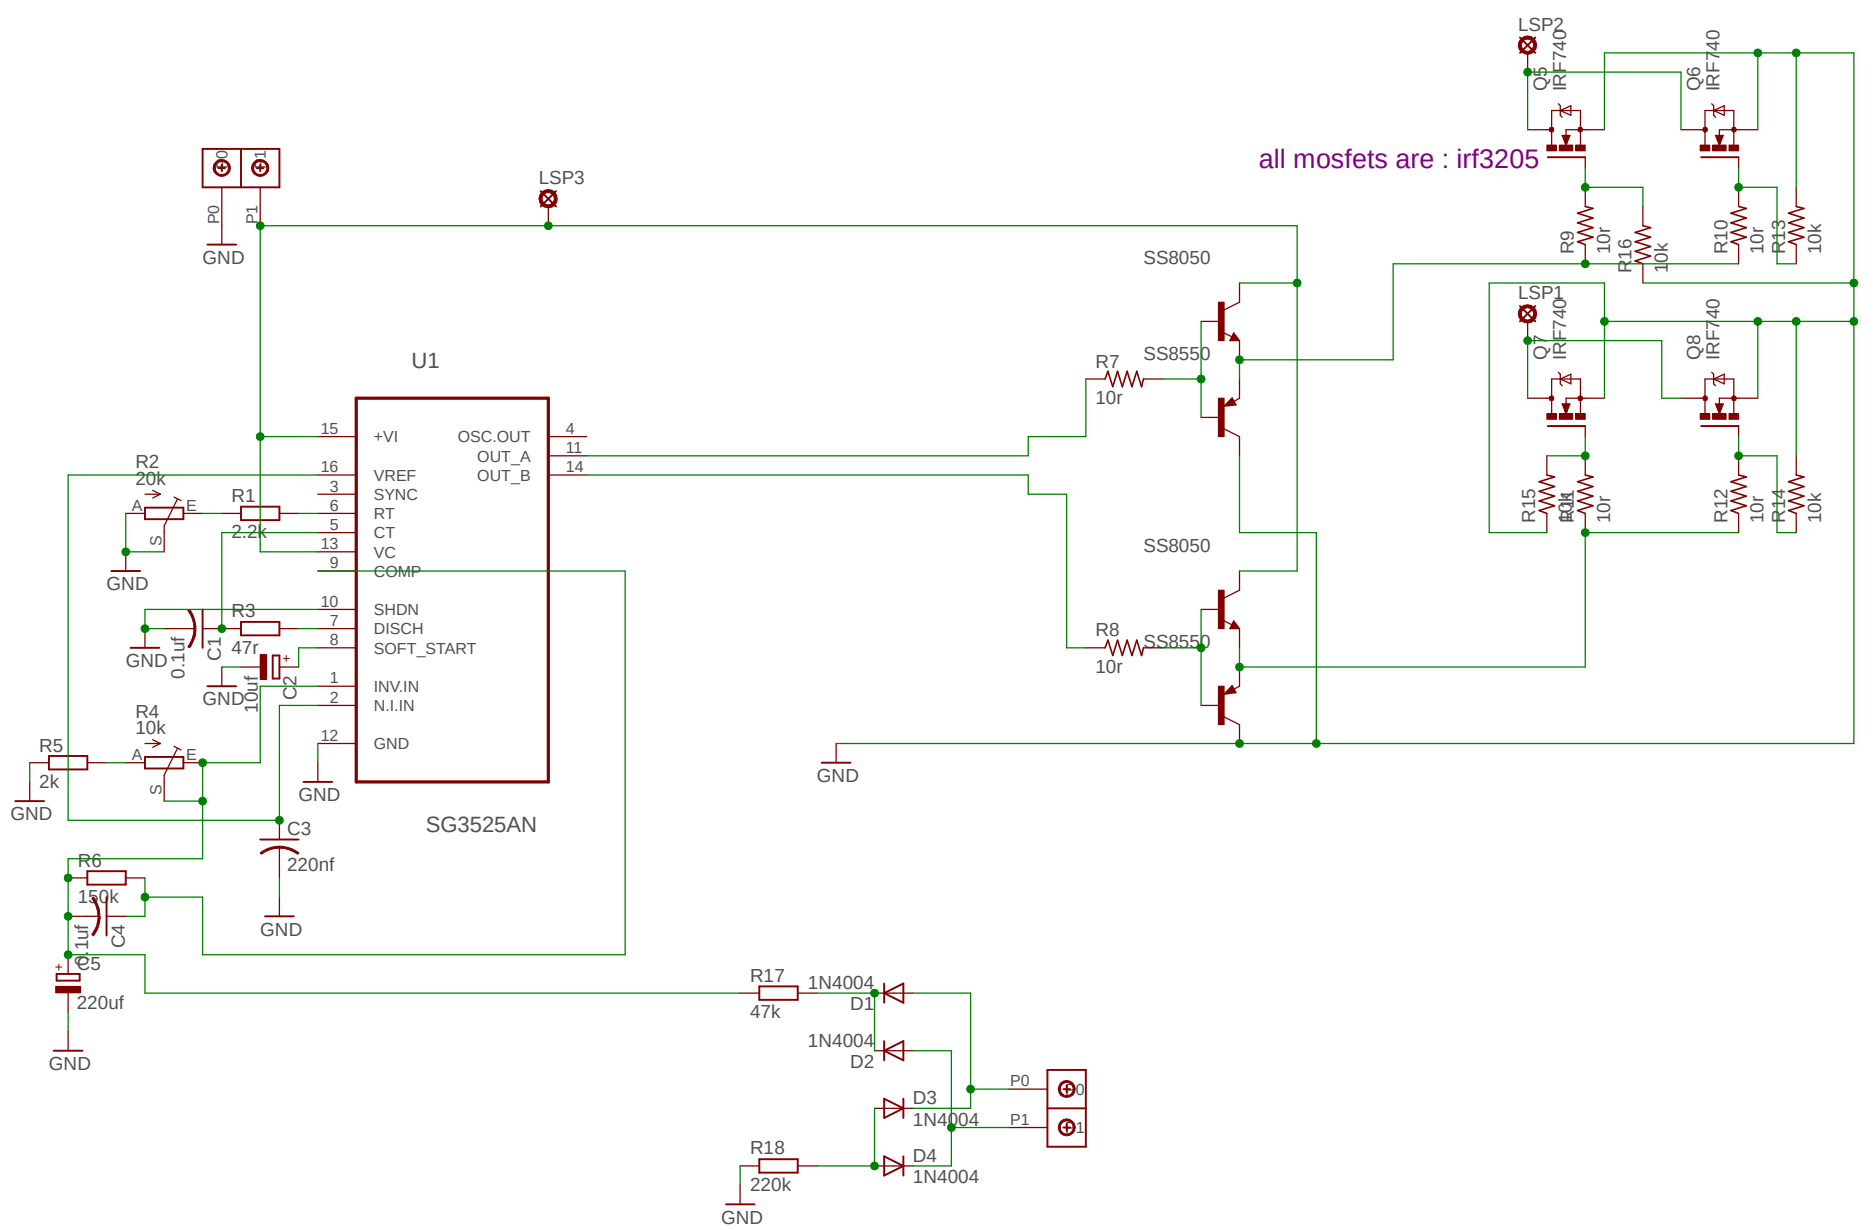 LSP2
Q5
IRF740
Q6
IRF740
0
1
P0
P1
GND
LSP3
all mosfets are : irf3205
R9
10r
R16
10k
R10
10r
R13
10k
SS8050
SS8550
R7
10r
LSP1
Q7
IRF740
Q8
IRF740
R15
10k
R11
10r
R12
10r
R14
10k
U1
15
+VI
16
VREF
3
SYNC
6
RT
5
CT
13
VC
9
COMP
10
SHDN
7
DISCH
8
SOFT_START
1
INV.IN
2
N.I.IN
12
GND
OSC.OUT
4
OUT_A
11
OUT_B
14
SG3525AN
GND
R2
20k
A
E
S
GND
R1
2.2k
R3
47r
GND
0.1uf
C1
GND
10uf
+
C2
R4
10k
A
E
S
R5
2k
GND
C3
220nf
GND
R6
150k
0.1uf
C4
+
C5
220uf
GND
SS8050
SS8550
R8
10r
GND
R17
47k
1N4004
D1
1N4004
D2
D3
1N4004
D4
1N4004
P0
0
P1
1
R18
220k
GND